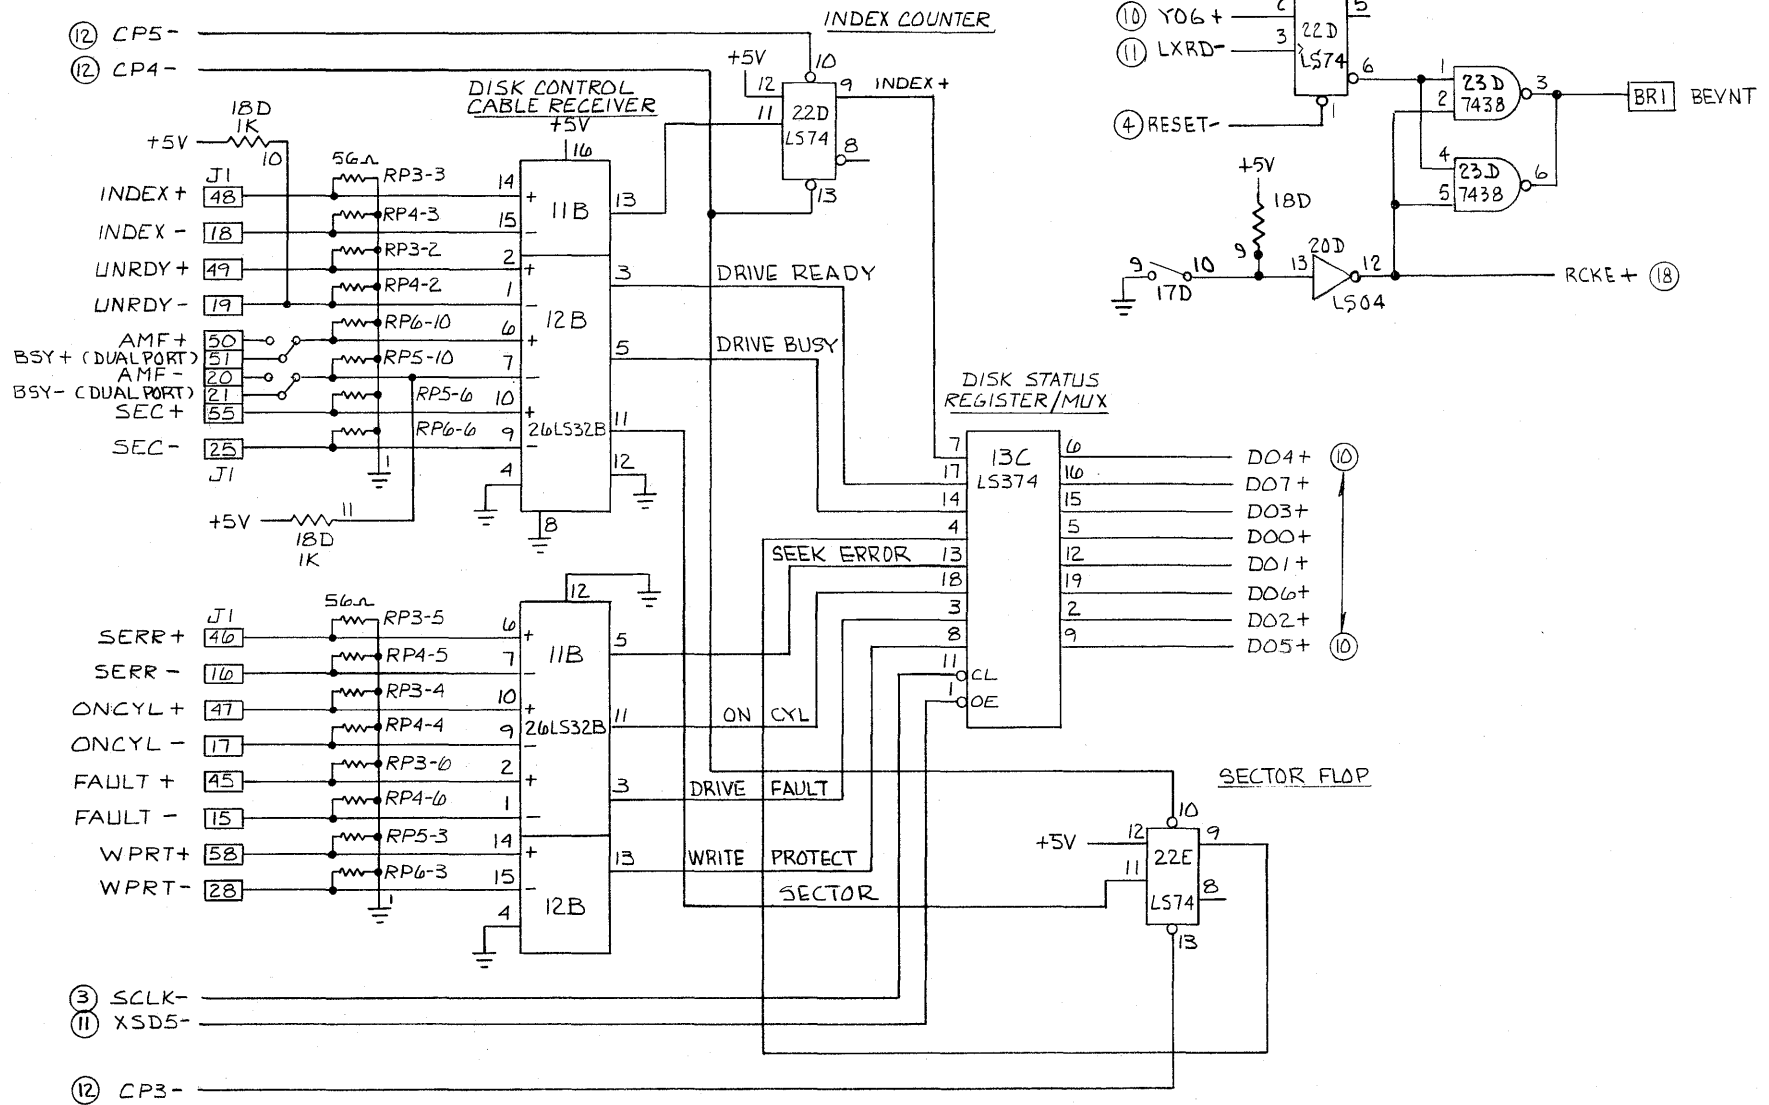 INDEX COUNTER
12 CP5-
12 CP4-
DISK CONTROL
CABLE RECEIVER
+5V
16
+5V
12
11
10
22D
LS74
9
INDEX+
8
13
10 YO6+
11 LXRD-
3
22D
LS74
5
6
1
4 RESET-
1
2
23D
7438
3
BR1 BEVNT
4
5
23D
7438
6
+5V
18D
9
9
10
17D
13
20D
LS04
12
RCKE+ 18
18D
1K
+5V
10
56Ω
J1
INDEX+ 48
RP3-3
14
+
INDEX- 18
RP4-3
15
-
11B
13
UNRDY+ 49
RP3-2
2
+
3
DRIVE READY
UNRDY- 19
RP4-2
1
-
12B
AMF+ 50
RP6-10
6
+
5
DRIVE BUSY
BSY+ (DUAL PORT) 51
AMF- 20
RP5-10
7
-
BSY- (DUAL PORT) 21
SEC+ 55
RP5-6
10
+
26LS32B
11
SEC- 25
RP6-6
9
-
J1
1
4
12
8
+5V
11
18D
1K
DISK STATUS
REGISTER/MUX
13C
LS374
7
6
DO4+ 10
17
16
DO7+
14
15
DO3+
4
5
DO0+
SEEK ERROR
13
12
DO1+
18
19
DO6+
3
2
DO2+
8
9
DO5+ 10
11
CL
1
OE
12
56Ω
J1
SERR+ 46
RP3-5
6
+
5
SERR- 16
RP4-5
7
-
11B
ONCYL+ 47
RP3-4
10
+
26LS32B
11
ON CYL
ONCYL- 17
RP4-4
9
-
FAULT+ 45
RP3-6
2
+
3
DRIVE FAULT
FAULT- 15
RP4-6
1
-
WPRT+ 58
RP5-3
14
+
13
WRITE PROTECT
WPRT- 28
RP6-3
15
-
12B
1
4
SECTOR
SECTOR FLOP
+5V
12
11
10
22E
LS74
9
8
13
3 SCLK-
11 XSD5-
12 CP3-